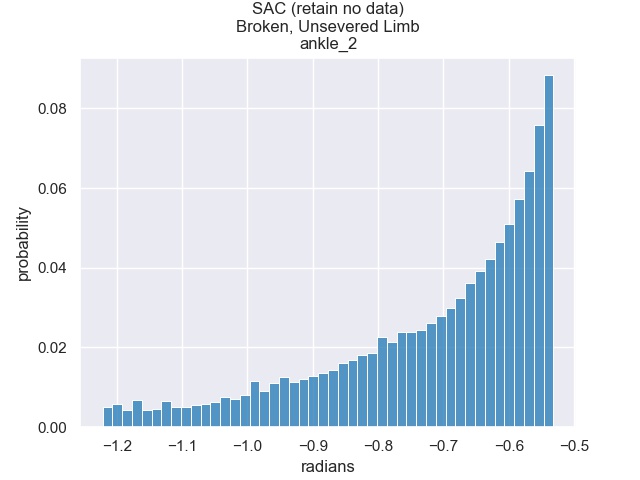 SAC (retain no data)
Broken, Unsevered Limb
ankle_2
probability
0.08
0.06
0.04
0.02
0.00
−1.2 −1.1 −1.0 −0.9 −0.8 −0.7 −0.6 −0.5
radians